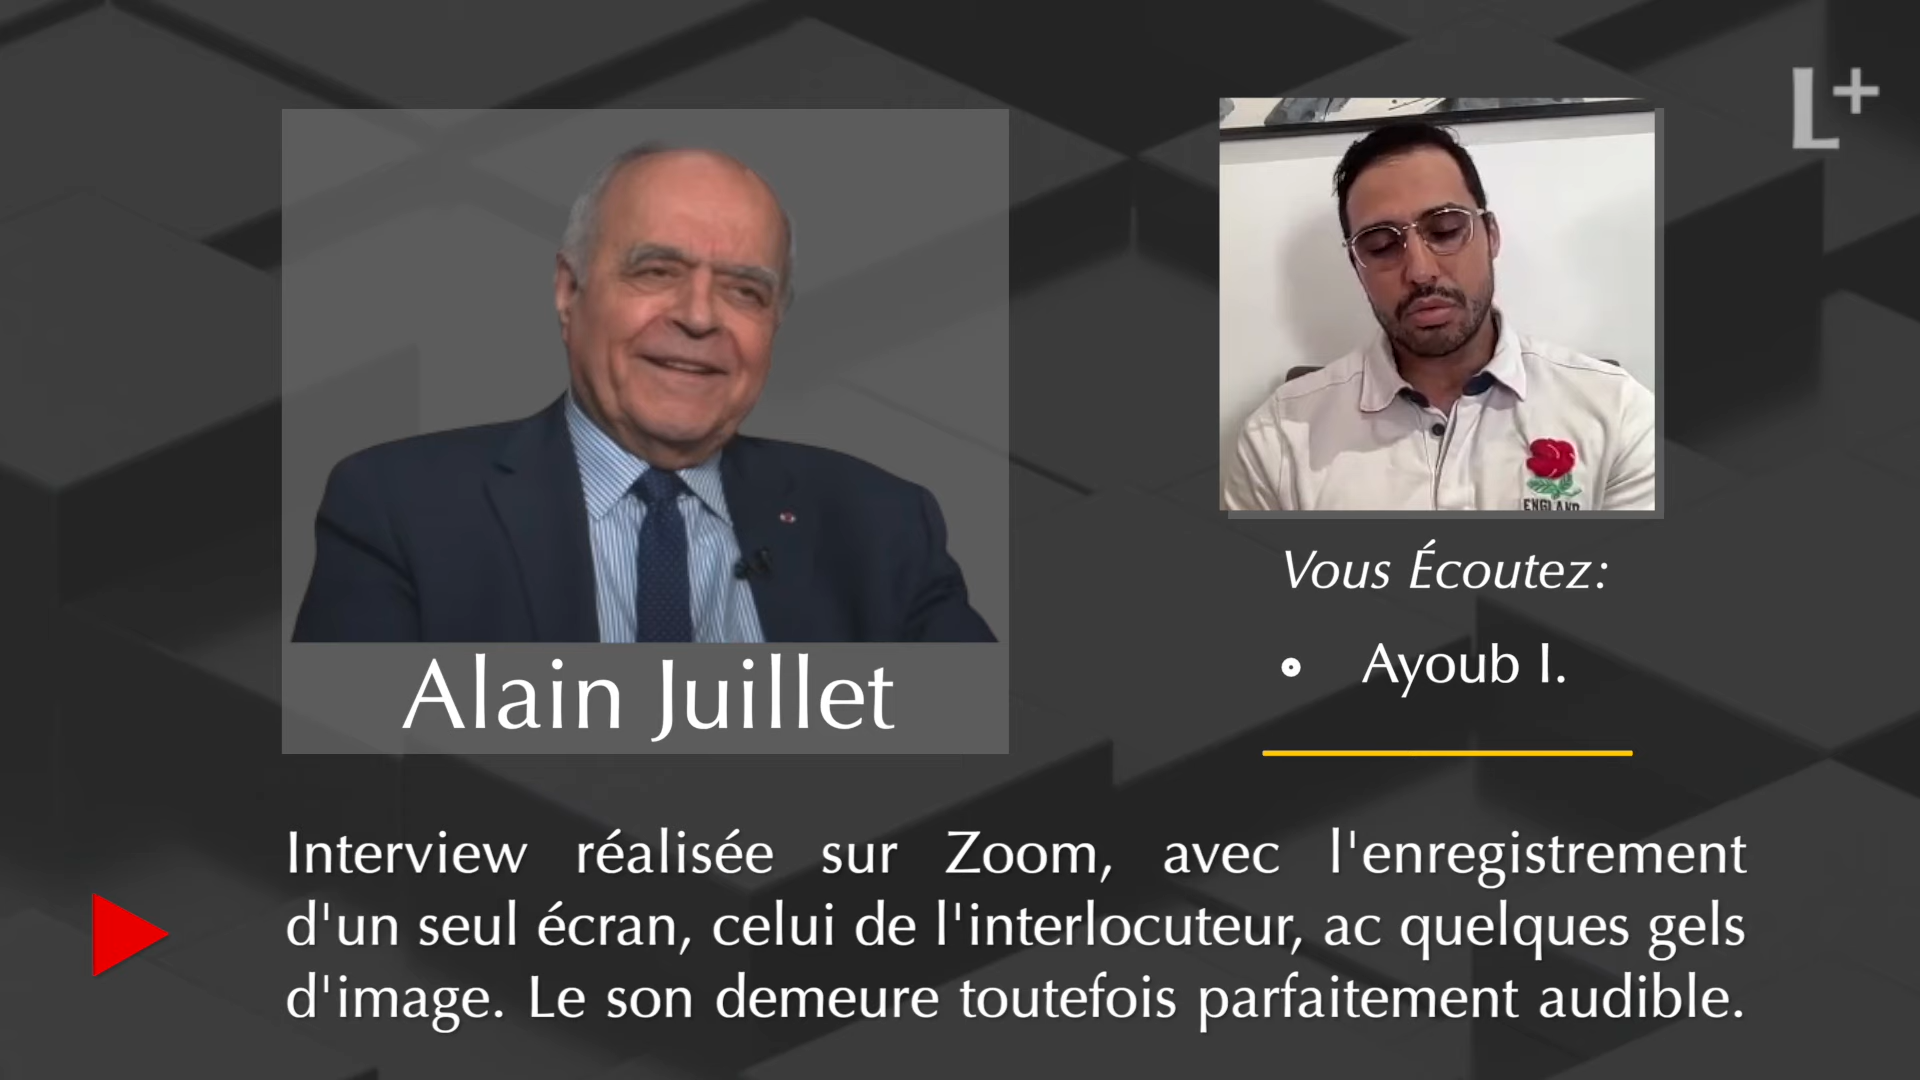 L+
ENGLAND
Alain Juillet
Vous Écoutez:
Ayoub I.
Interview réalisée sur Zoom, avec l'enregistrement
d'un seul écran, celui de l'interlocuteur, ac quelques gels
d'image. Le son demeure toutefois parfaitement audible.